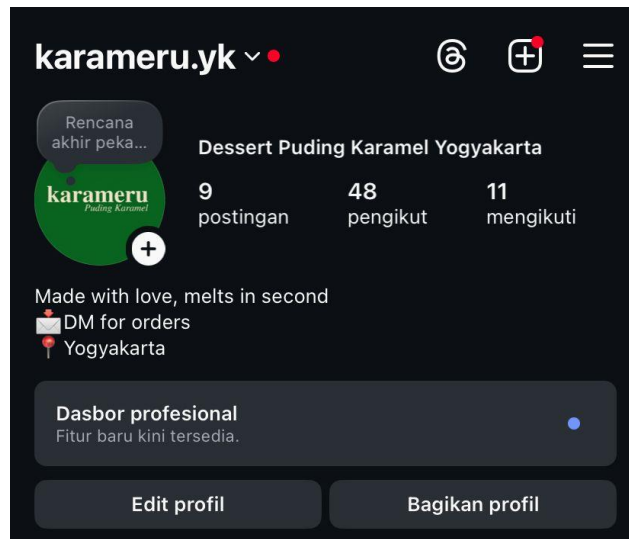 karameru.yk
Rencana
akhir peka...
karameru
Puding Karamel
Dessert Puding Karamel Yogyakarta
9
postingan
48
pengikut
11
mengikuti
Made with love, melts in second
DM for orders
Yogyakarta
Dasbor profesional
Fitur baru kini tersedia.
Edit profil
Bagikan profil